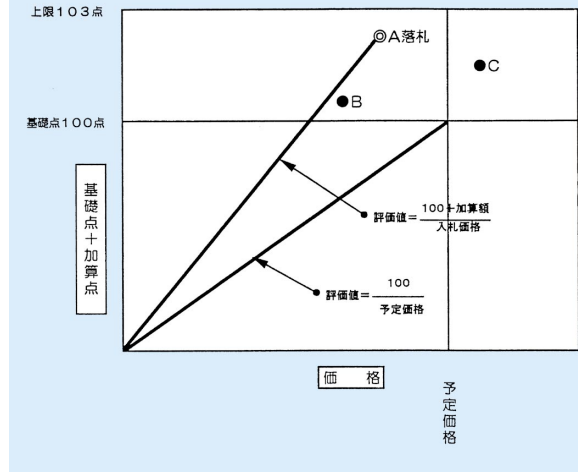 上限103点
◎A落札
●C
●B
基礎点100点
基礎点+加算点
●評価値=100+加算額/入札価格
●評価値=100/予定価格
価　格
予定価格